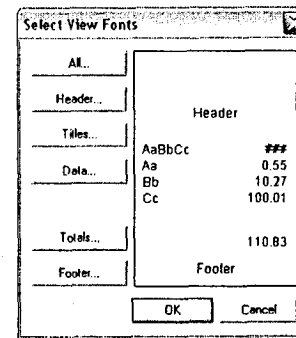 Select View Fonts
All...
Header...
Titles...
Data...
Totals...
Footer...
Header
AaBbCc ###
Aa 0.55
Bb 10.27
Cc 100.01
110.83
Footer
OK Cancel